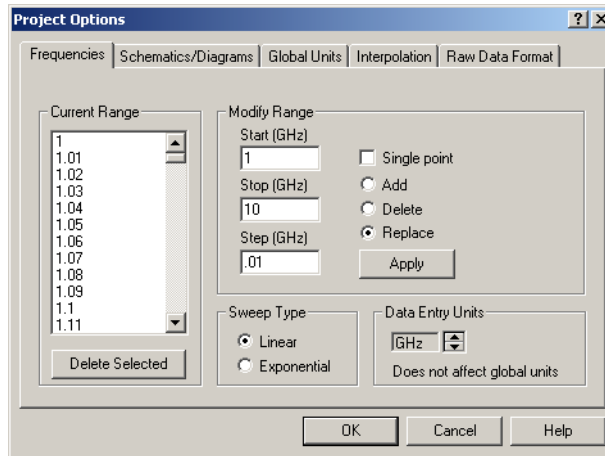 Project Options
Frequencies Schematics/Diagrams Global Units Interpolation Raw Data Format
Current Range
1
1.01
1.02
1.03
1.04
1.05
1.06
1.07
1.08
1.09
1.1
1.11
Delete Selected
Modify Range
Start (GHz)
1
Stop (GHz)
10
Step (GHz)
.01
Single point
Add
Delete
Replace
Apply
Sweep Type
Linear
Exponential
Data Entry Units
GHz
Does not affect global units
OK Cancel Help